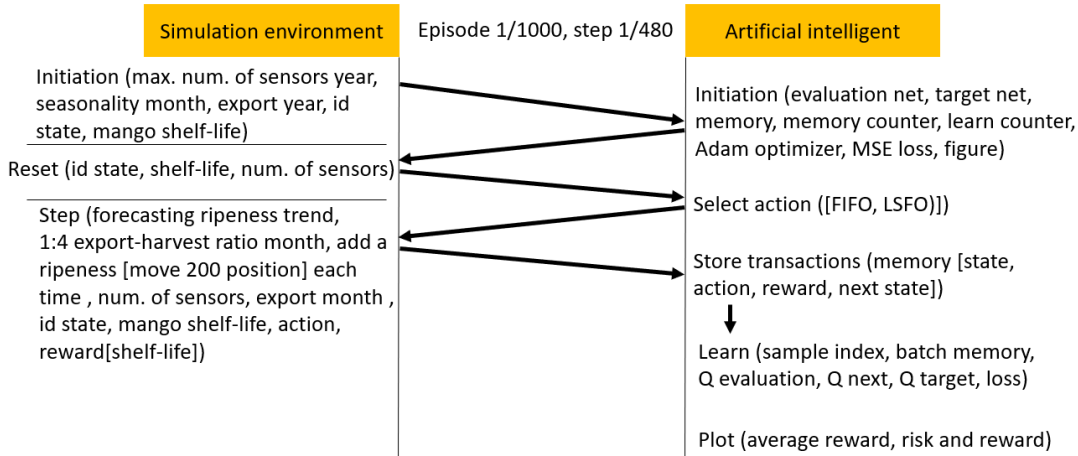 Simulation environment
Episode 1/1000, step 1/480
Artificial intelligent
Initiation (max. num. of sensors year,
seasonality month, export year, id
state, mango shelf-life)
Reset (id state, shelf-life, num. of sensors)
Step (forecasting ripeness trend,
1:4 export-harvest ratio month, add a
ripeness [move 200 position] each
time , num. of sensors, export month ,
id state, mango shelf-life, action,
reward[shelf-life])
Initiation (evaluation net, target net,
memory, memory counter, learn counter,
Adam optimizer, MSE loss, figure)
Select action ([FIFO, LSFO)])
Store transactions (memory [state,
action, reward, next state])
Learn (sample index, batch memory,
Q evaluation, Q next, Q target, loss)
Plot (average reward, risk and reward)